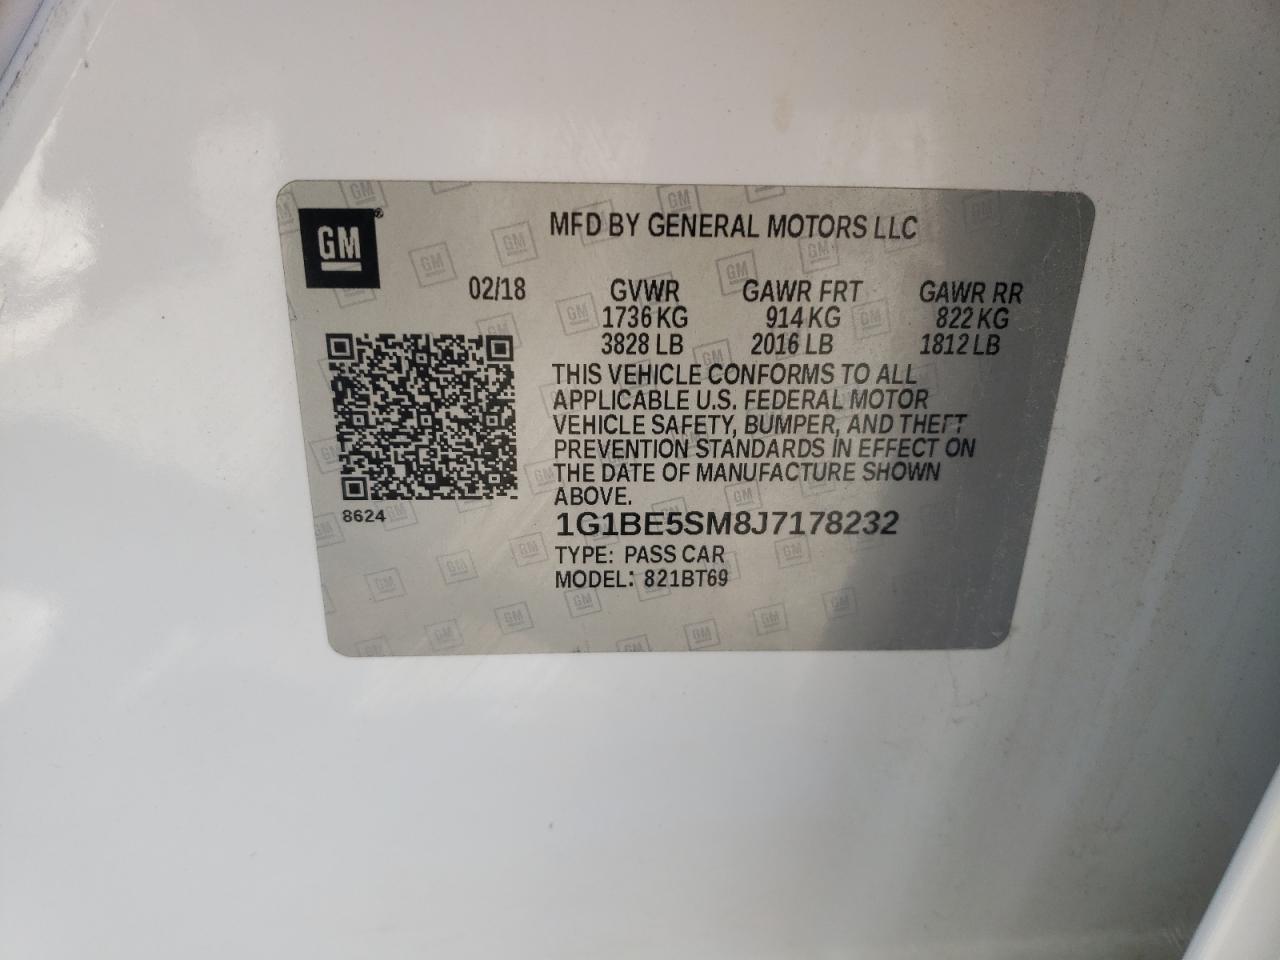 GM®
MFD BY GENERAL MOTORS LLC
02/18 GVWR GAWR FRT GAWR RR
1736 KG 914 KG 822 KG
3828 LB 2016 LB 1812 LB
THIS VEHICLE CONFORMS TO ALL
APPLICABLE U.S. FEDERAL MOTOR
VEHICLE SAFETY, BUMPER, AND THEFT
PREVENTION STANDARDS IN EFFECT ON
THE DATE OF MANUFACTURE SHOWN
ABOVE.
8624
1G1BE5SM8J7178232
TYPE: PASS CAR
MODEL: 821BT69